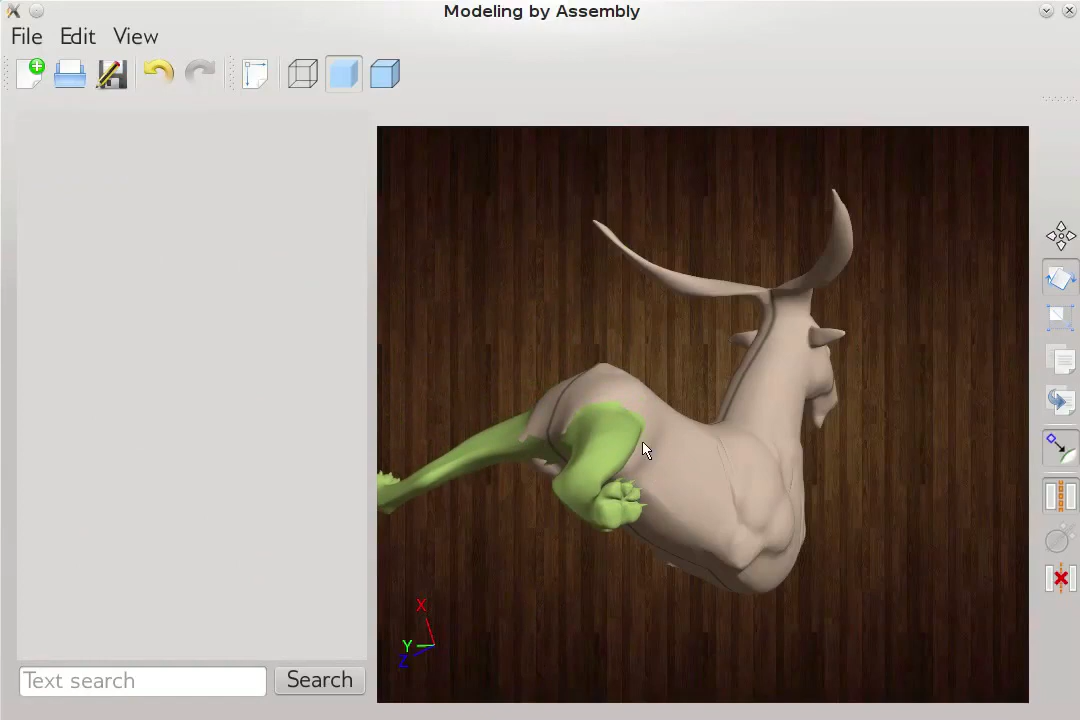 Modeling by Assembly
File Edit View
X
Y
Z
Text search Search